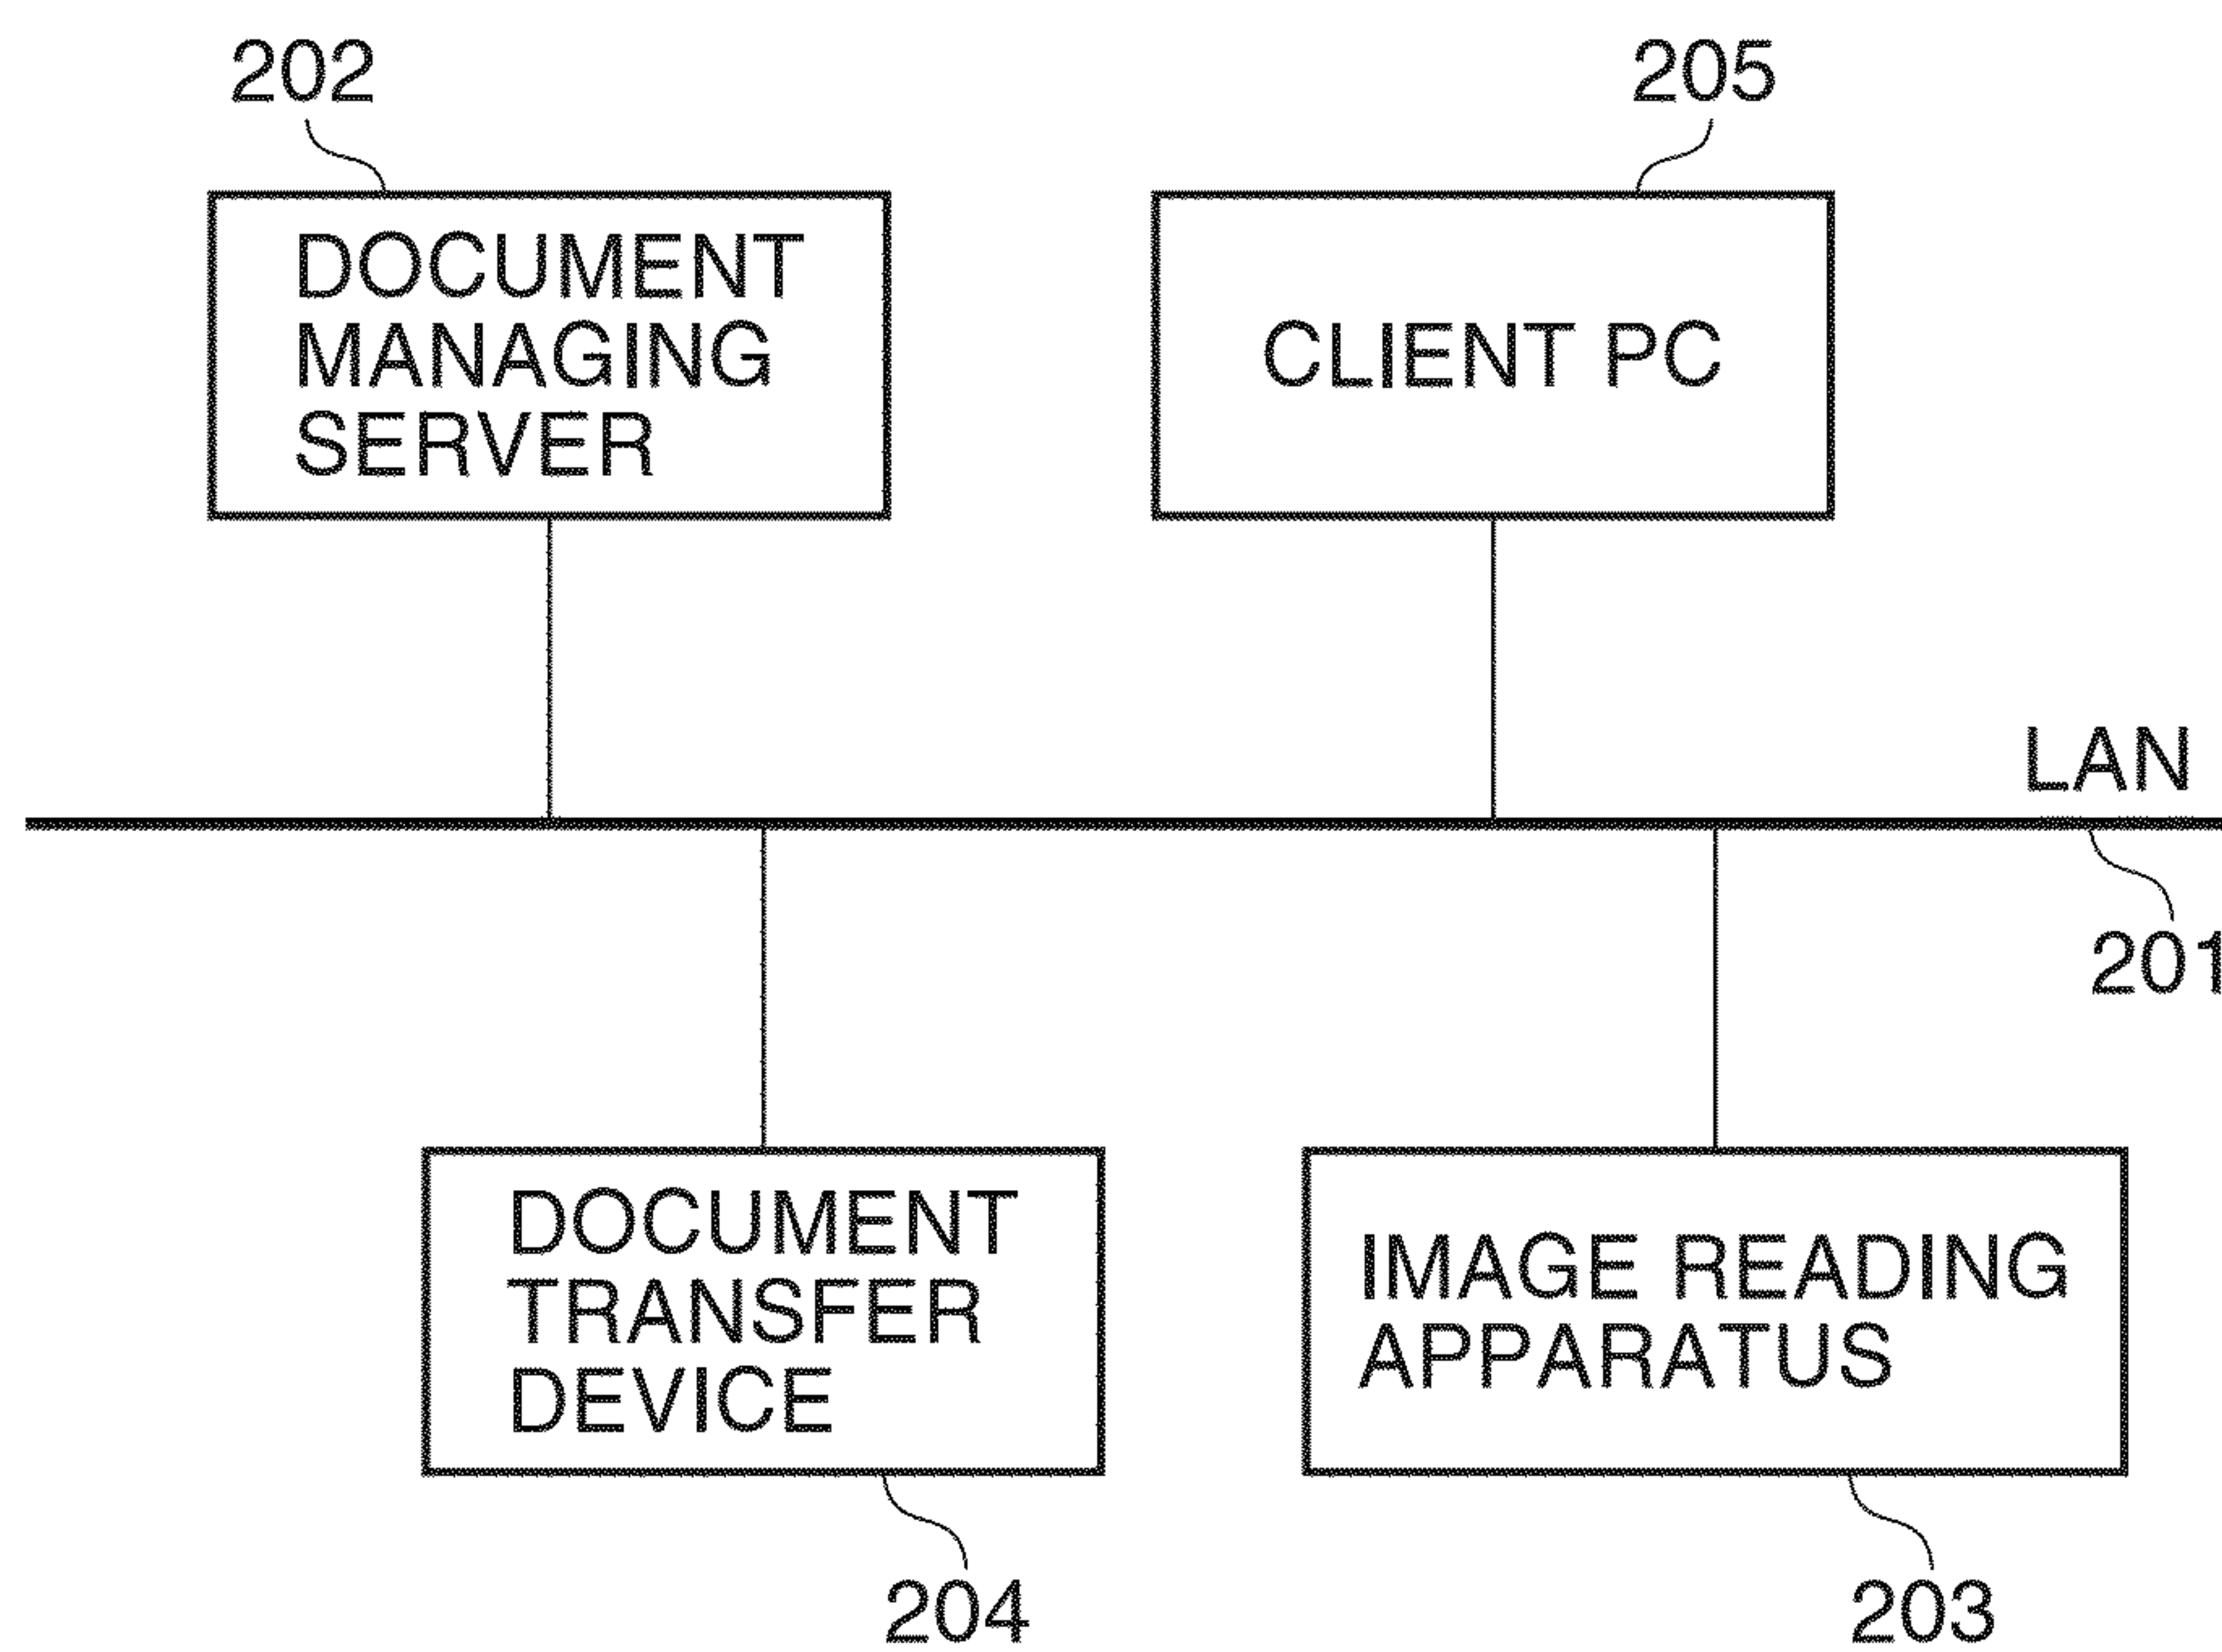 202
205
DOCUMENT
MANAGING
SERVER
CLIENT PC
LAN
201
DOCUMENT
TRANSFER
DEVICE
IMAGE READING
APPARATUS
204
203